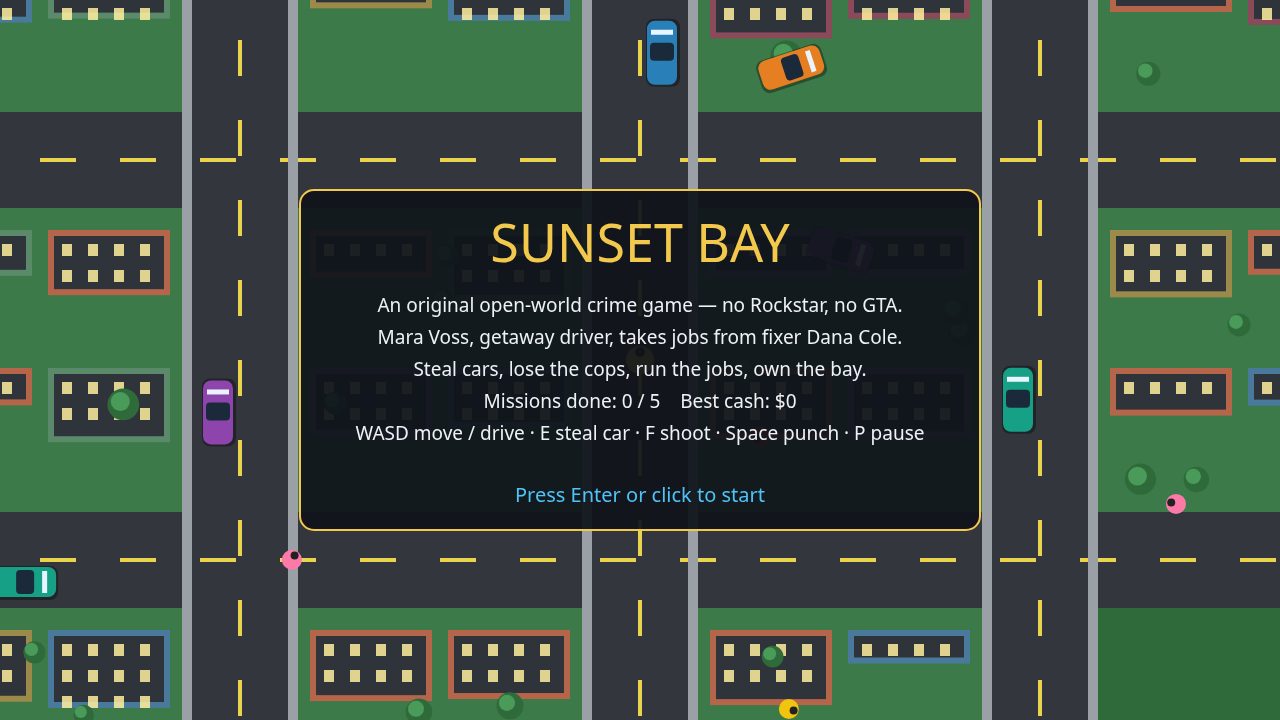 SUNSET BAY
An original open-world crime game — no Rockstar, no GTA.
Mara Voss, getaway driver, takes jobs from fixer Dana Cole.
Steal cars, lose the cops, run the jobs, own the bay.
Missions done: 0 / 5    Best cash: $0
WASD move / drive · E steal car · F shoot · Space punch · P pause
Press Enter or click to start